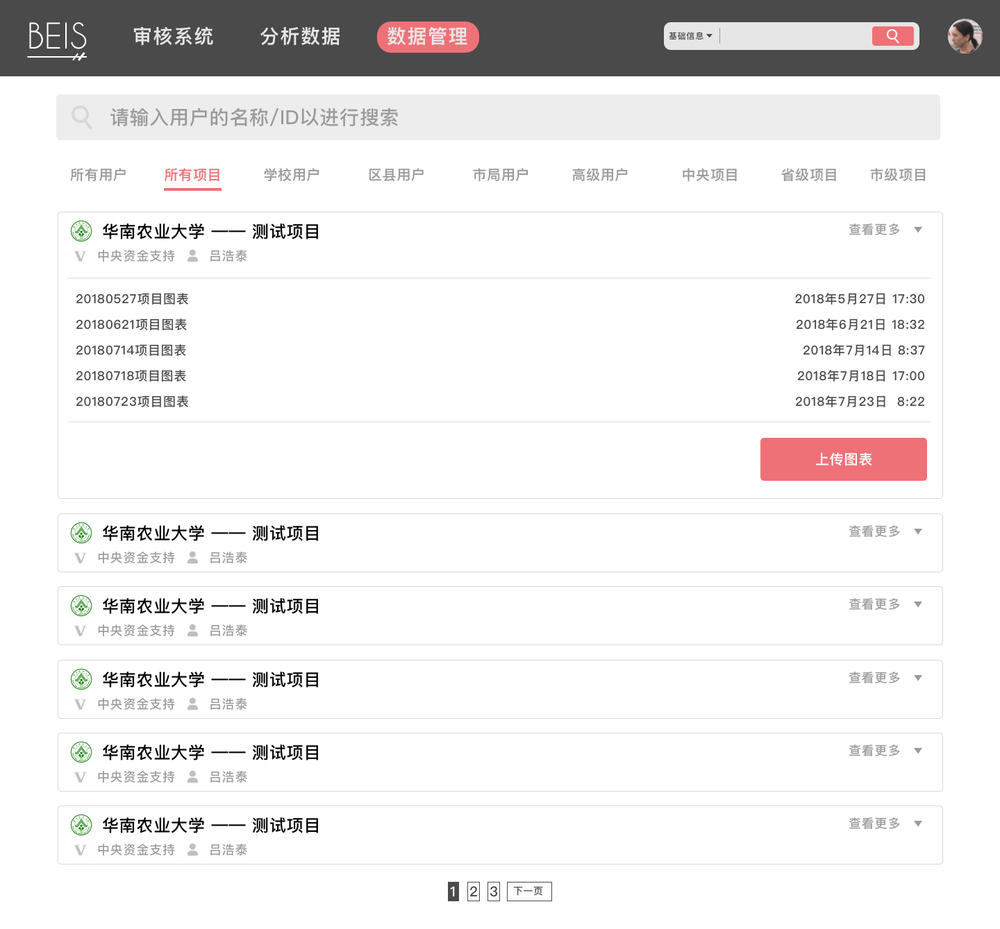 BEIS 审核系统 分析数据 数据管理 基础信息
请输入用户的名称/ID以进行搜索
所有用户 所有项目 学校用户 区县用户 市局用户 高级用户 中央项目 省级项目 市级项目
华南农业大学 —— 测试项目 查看更多
V 中央资金支持 吕浩泰
20180527项目图表 2018年5月27日 17:30
20180621项目图表 2018年6月21日 18:32
20180714项目图表 2018年7月14日 8:37
20180718项目图表 2018年7月18日 17:00
20180723项目图表 2018年7月23日 8:22
上传图表
华南农业大学 —— 测试项目 查看更多
V 中央资金支持 吕浩泰
华南农业大学 —— 测试项目 查看更多
V 中央资金支持 吕浩泰
华南农业大学 —— 测试项目 查看更多
V 中央资金支持 吕浩泰
华南农业大学 —— 测试项目 查看更多
V 中央资金支持 吕浩泰
华南农业大学 —— 测试项目 查看更多
V 中央资金支持 吕浩泰
1 2 3 下一页